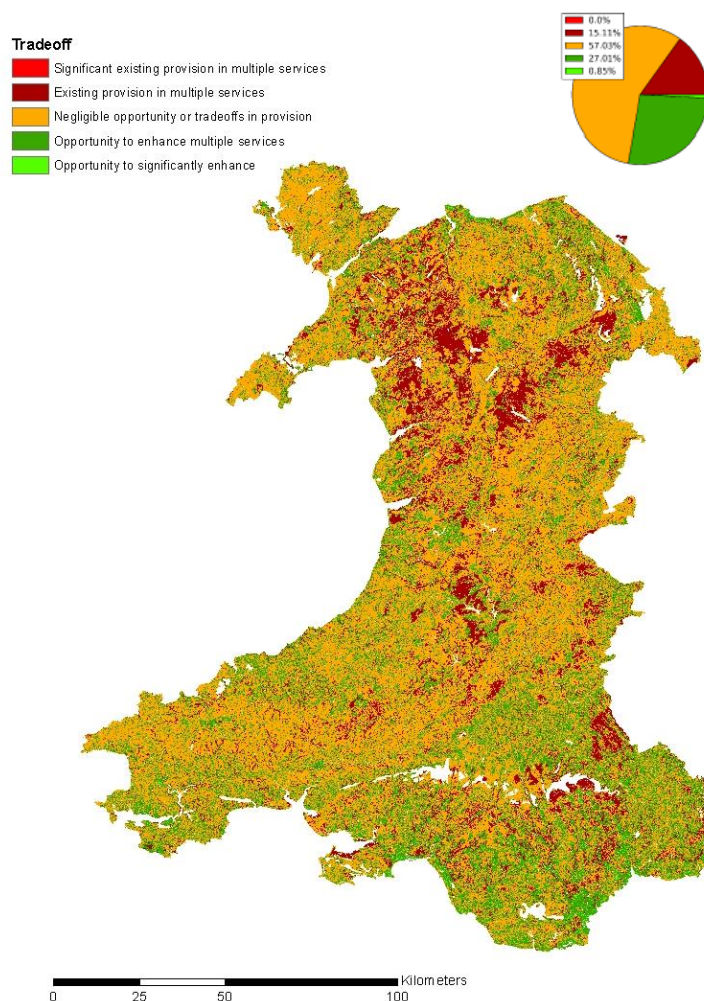 Tradeoff
Significant existing provision in multiple services
Existing provision in multiple services
Negligible opportunity or tradeoffs in provision
Opportunity to enhance multiple services
Opportunity to significantly enhance
0.0%
15.11%
57.03%
27.01%
0.85%
Kilometers
0 25 50 100